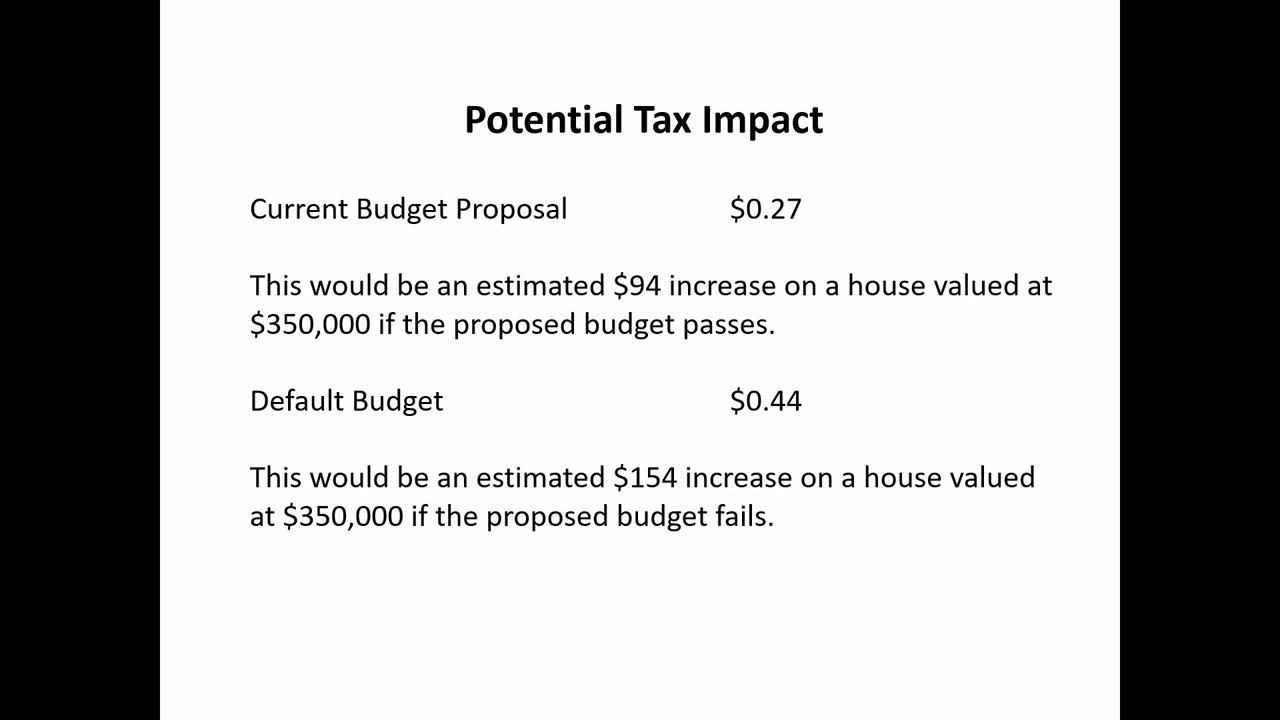 Potential Tax Impact
Current Budget Proposal $0.27
This would be an estimated $94 increase on a house valued at
$350,000 if the proposed budget passes.
Default Budget $0.44
This would be an estimated $154 increase on a house valued
at $350,000 if the proposed budget fails.